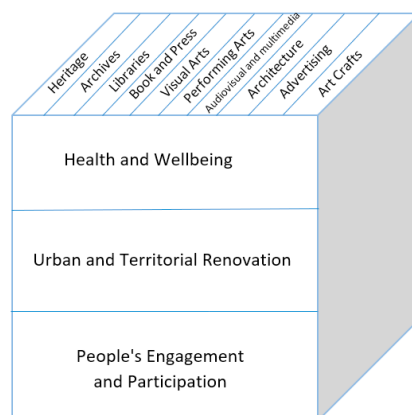 Heritage
Archives
Libraries
Book and Press
Visual Arts
Performing Arts
Audiovisual and multimedia
Architecture
Advertising
Art Crafts
Health and Wellbeing
Urban and Territorial Renovation
People's Engagement
and Participation